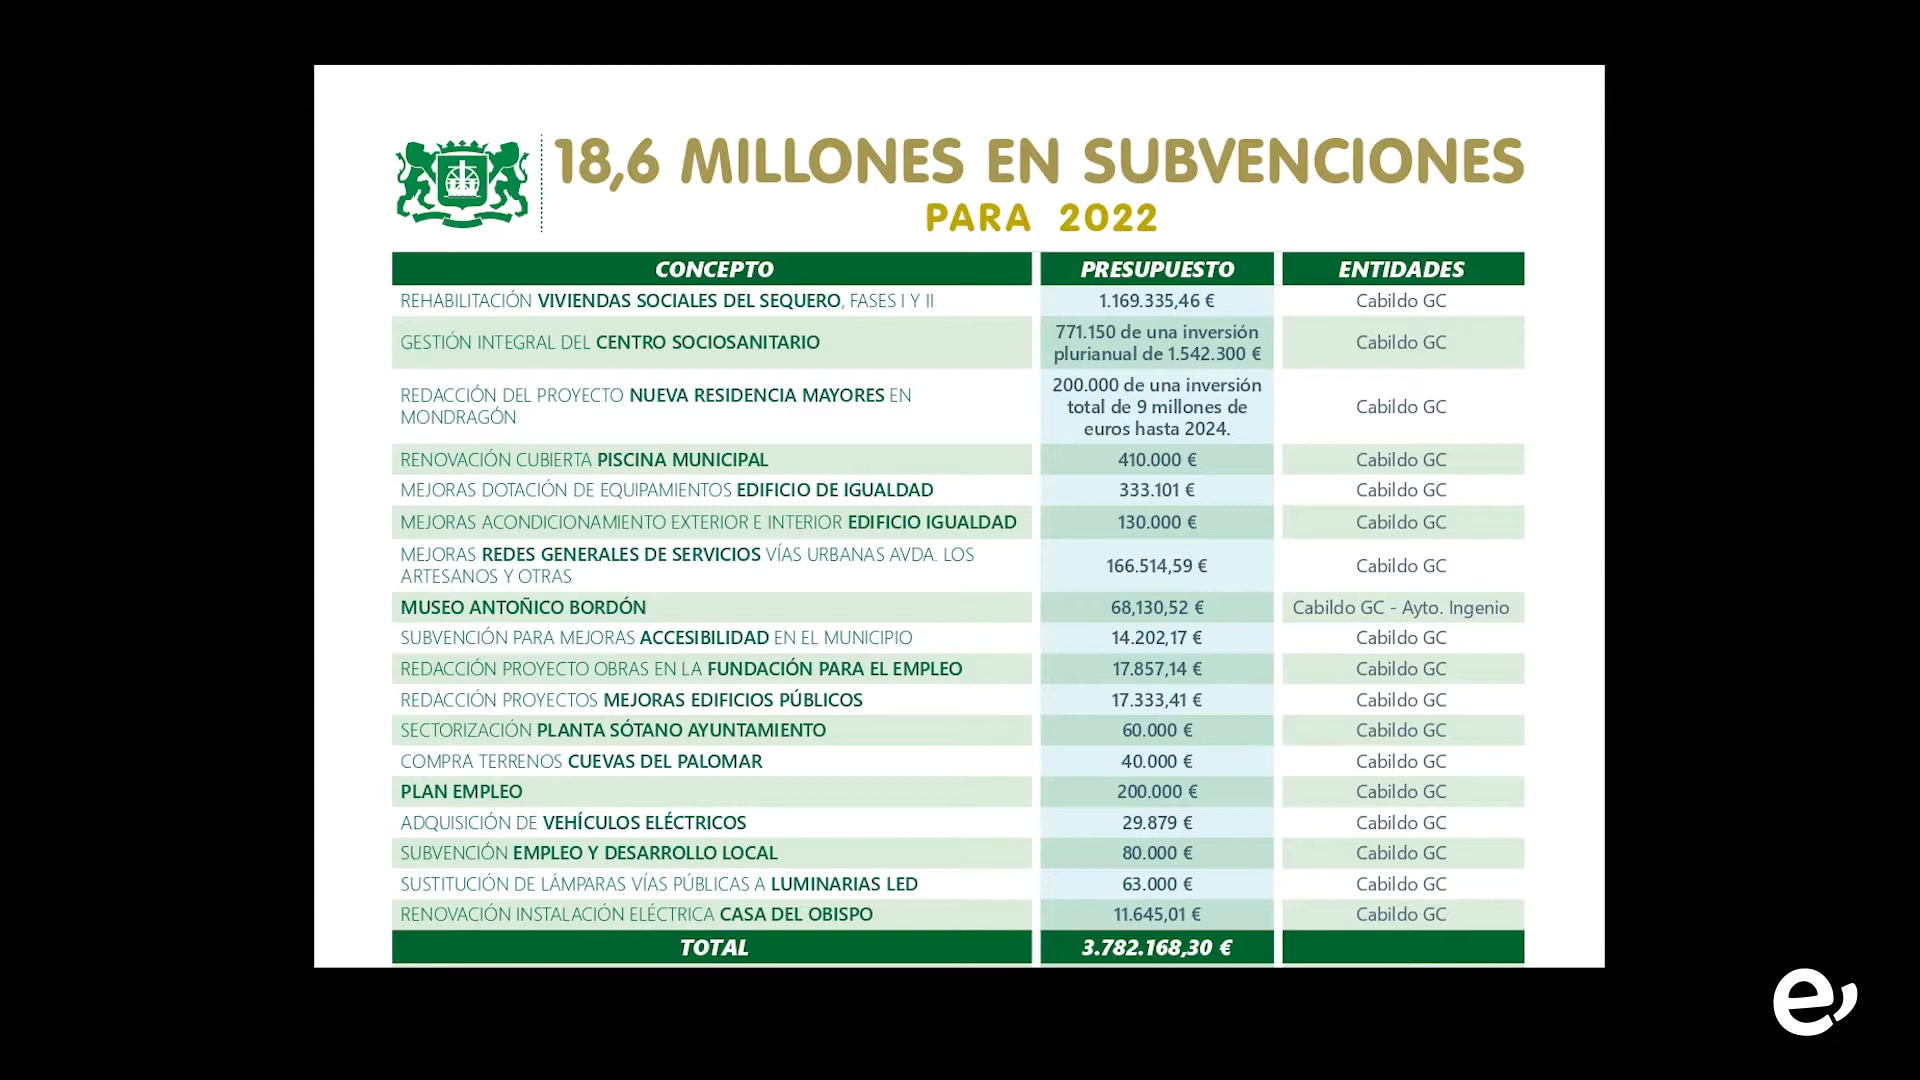 18,6 MILLONES EN SUBVENCIONES
PARA 2022
CONCEPTO PRESUPUESTO ENTIDADES
REHABILITACIÓN VIVIENDAS SOCIALES DEL SEQUERO, FASES I Y II 1.169.335,46 € Cabildo GC
GESTIÓN INTEGRAL DEL CENTRO SOCIOSANITARIO 771.150 de una inversión
plurianual de 1.542.300 € Cabildo GC
REDACCIÓN DEL PROYECTO NUEVA RESIDENCIA MAYORES EN
MONDRAGÓN 200.000 de una inversión
total de 9 millones de
euros hasta 2024. Cabildo GC
RENOVACIÓN CUBIERTA PISCINA MUNICIPAL 410.000 € Cabildo GC
MEJORAS DOTACIÓN DE EQUIPAMIENTOS EDIFICIO DE IGUALDAD 333.101 € Cabildo GC
MEJORAS ACONDICIONAMIENTO EXTERIOR E INTERIOR EDIFICIO IGUALDAD 130.000 € Cabildo GC
MEJORAS REDES GENERALES DE SERVICIOS VÍAS URBANAS AVDA. LOS
ARTESANOS Y OTRAS 166.514,59 € Cabildo GC
MUSEO ANTOÑICO BORDÓN 68,130,52 € Cabildo GC - Ayto. Ingenio
SUBVENCIÓN PARA MEJORAS ACCESIBILIDAD EN EL MUNICIPIO 14.202,17 € Cabildo GC
REDACCIÓN PROYECTO OBRAS EN LA FUNDACIÓN PARA EL EMPLEO 17.857,14 € Cabildo GC
REDACCIÓN PROYECTOS MEJORAS EDIFICIOS PÚBLICOS 17.333,41 € Cabildo GC
SECTORIZACIÓN PLANTA SÓTANO AYUNTAMIENTO 60.000 € Cabildo GC
COMPRA TERRENOS CUEVAS DEL PALOMAR 40.000 € Cabildo GC
PLAN EMPLEO 200.000 € Cabildo GC
ADQUISICIÓN DE VEHÍCULOS ELÉCTRICOS 29.879 € Cabildo GC
SUBVENCIÓN EMPLEO Y DESARROLLO LOCAL 80.000 € Cabildo GC
SUSTITUCIÓN DE LÁMPARAS VÍAS PÚBLICAS A LUMINARIAS LED 63.000 € Cabildo GC
RENOVACIÓN INSTALACIÓN ELÉCTRICA CASA DEL OBISPO 11.645,01 € Cabildo GC
TOTAL 3.782.168,30 €
e